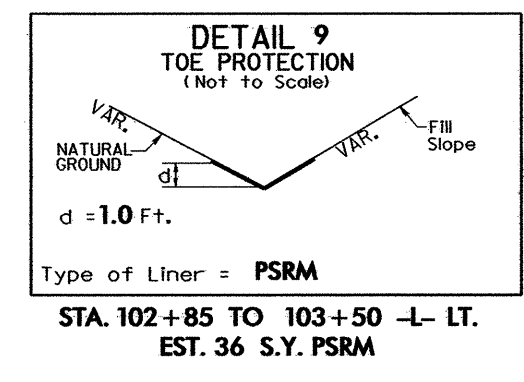 DETAIL 9
TOE PROTECTION
(Not to Scale)
VAR.
NATURAL
GROUND
d
VAR.
Fill
Slope
d =1.0 Ft.
Type of Liner = PSRM
STA. 102+85 TO 103+50 -L- LT.
EST. 36 S.Y. PSRM